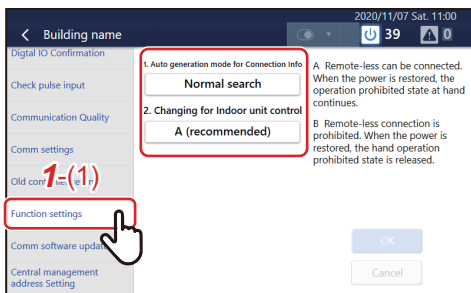 2020/11/07 Sat. 11:00
Building name
39
0
Digtal IO Confirmation
Check pulse input
Communication Quality
Comm settings
Old con
1-(1)
Function settings
Comm software updat
Central management
address Setting
1. Auto generation mode for Connection Info
Normal search
2. Changing for Indoor unit control
A (recommended)
A  Remote-less can be connected.
When the power is restored, the
operation prohibited state at hand
continues.
B  Remote-less connection is
prohibited. When the power is
restored, the hand operation
prohibited state is released.
OK
Cancel